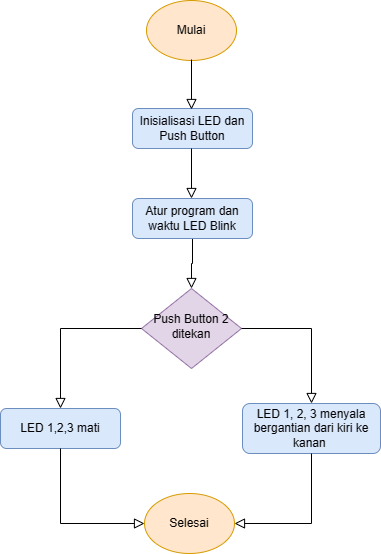 Mulai
Inisialisasi LED dan
Push Button
Atur program dan
waktu LED Blink
Push Button 2
ditekan
LED 1,2,3 mati
LED 1, 2, 3 menyala
bergantian dari kiri ke
kanan
Selesai